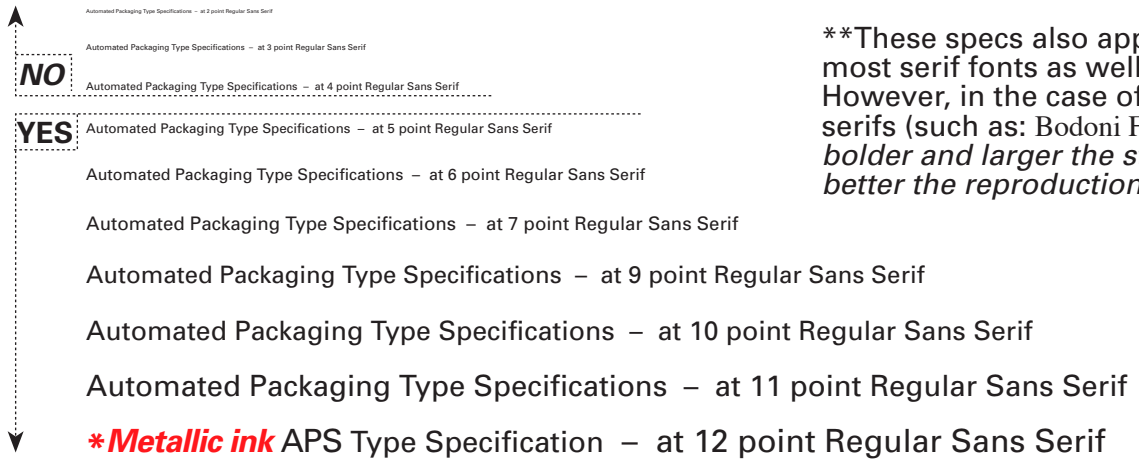 Automated Packaging Type Specifications – at 2 point Regular Sans Serif
Automated Packaging Type Specifications – at 3 point Regular Sans Serif
NO
Automated Packaging Type Specifications – at 4 point Regular Sans Serif
YES
Automated Packaging Type Specifications – at 5 point Regular Sans Serif
Automated Packaging Type Specifications – at 6 point Regular Sans Serif
Automated Packaging Type Specifications – at 7 point Regular Sans Serif
Automated Packaging Type Specifications – at 9 point Regular Sans Serif
Automated Packaging Type Specifications – at 10 point Regular Sans Serif
Automated Packaging Type Specifications – at 11 point Regular Sans Serif
*Metallic ink APS Type Specification – at 12 point Regular Sans Serif
**These specs also
most serif fonts as well
However, in the case of
serifs (such as: Bodoni
bolder and larger the
better the reproduction